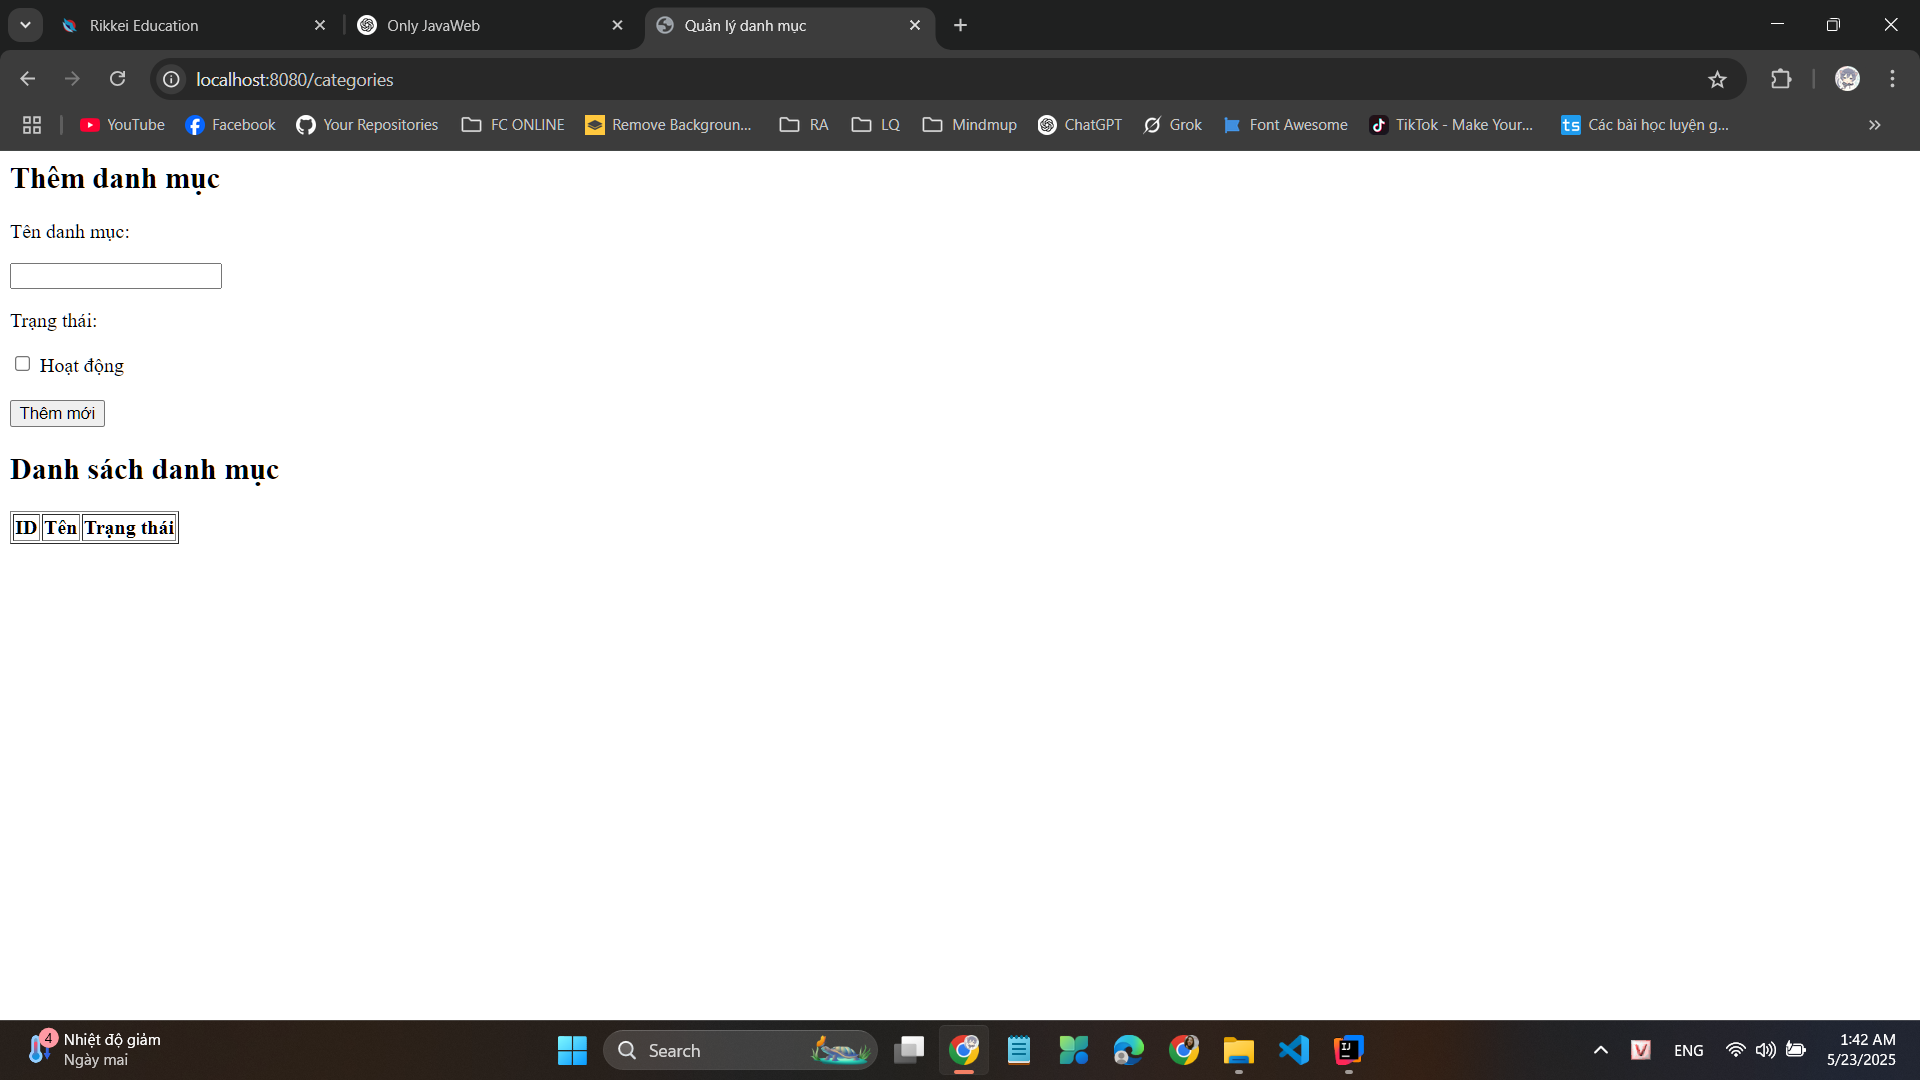 Rikkei Education
Only JavaWeb
Quản lý danh mục
localhost:8080/categories
YouTube
Facebook
Your Repositories
FC ONLINE
Remove Backgroun...
RA
LQ
Mindmup
ChatGPT
Grok
Font Awesome
TikTok - Make Your...
ts
Các bài học luyện g...
Thêm danh mục
Tên danh mục:
Trạng thái:
Hoạt động
Thêm mới
Danh sách danh mục
ID Tên Trạng thái
4
Nhiệt độ giảm
Ngày mai
Search
IJ
V
ENG
1:42 AM
5/23/2025